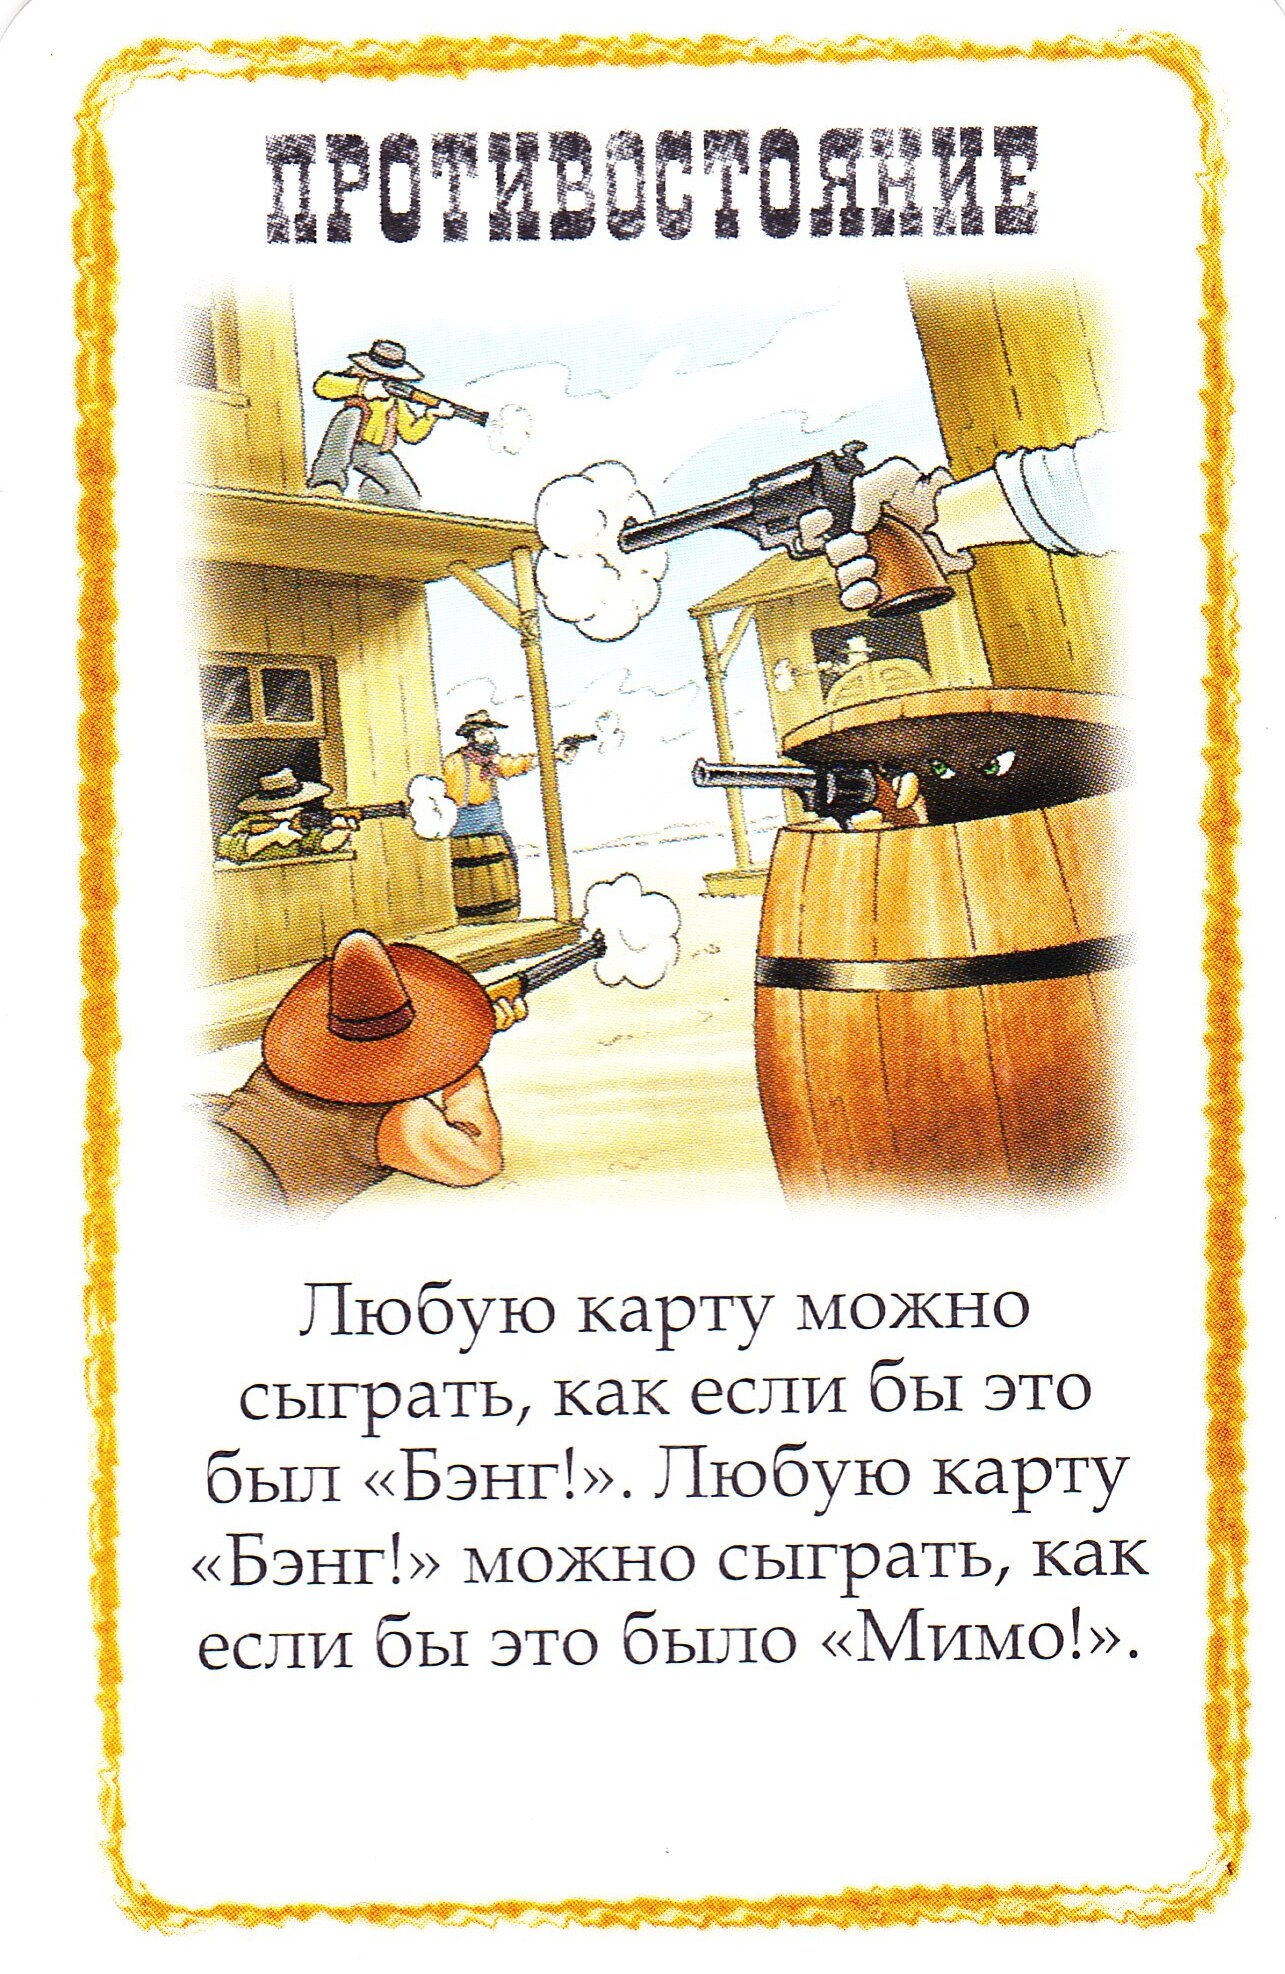 ПРОТИВОСТОЯНИЕ
Любую карту можно
сыграть, как если бы это
был «Бэнг!». Любую карту
«Бэнг!» можно сыграть, как
если бы это было «Мимо!».